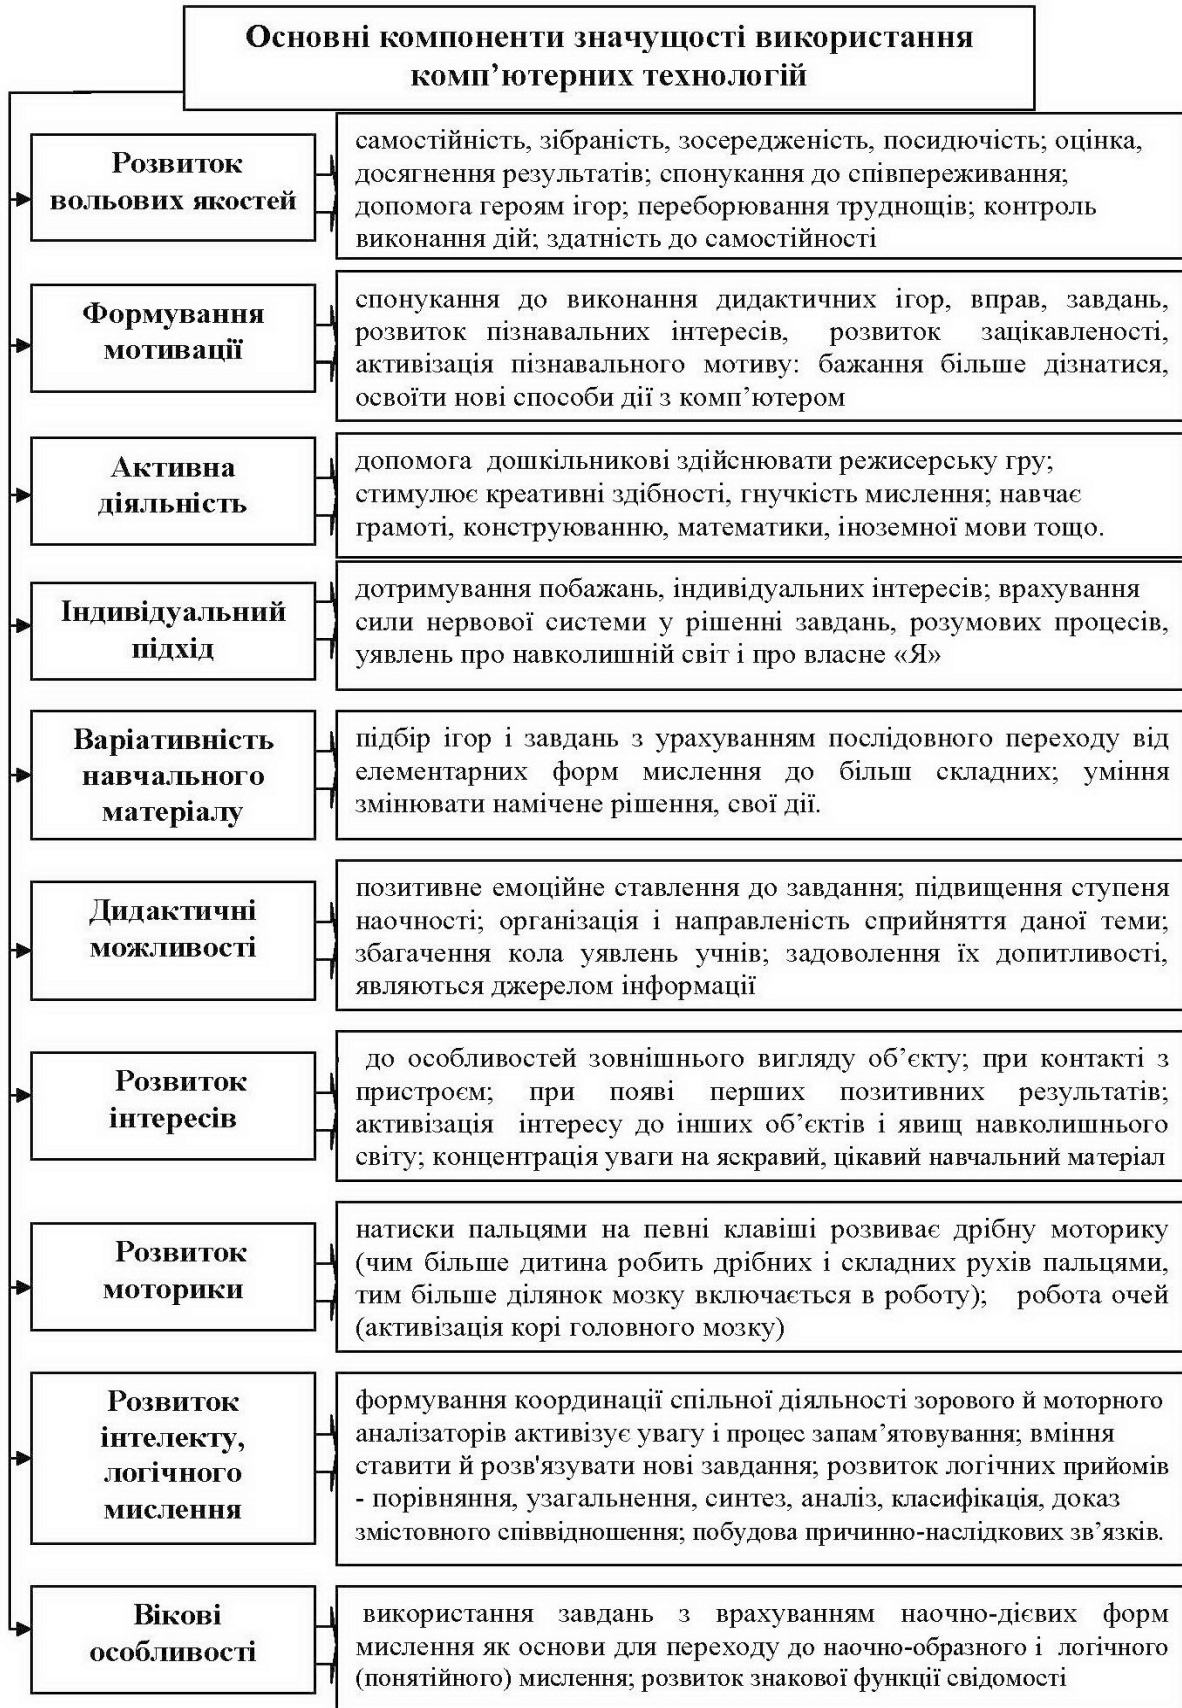 Основні компоненти значущості використання
комп’ютерних технологій
Розвиток
вольових якостей
самостійність, зібраність, зосередженість, посидючість; оцінка,
досягнення результатів; спонукання до співпереживання;
допомога героям ігор; переборювання труднощів; контроль
виконання дій; здатність до самостійності
Формування
мотивації
спонукання до виконання дидактичних ігор, вправ, завдань,
розвиток пізнавальних інтересів, розвиток зацікавленості,
активізація пізнавального мотиву: бажання більше дізнатися,
освоїти нові способи дії з комп’ютером
Активна
діяльність
допомога дошкільникові здійснювати режисерську гру;
стимулює креативні здібності, гнучкість мислення; навчає
грамоті, конструюванню, математики, іноземної мови тощо.
Індивідуальний
підхід
дотримування побажань, індивідуальних інтересів; врахування
сили нервової системи у рішенні завдань, розумових процесів,
уявлень про навколишній світ і про власне «Я»
Варіативність
навчального
матеріалу
підбір ігор і завдань з урахуванням послідовного переходу від
елементарних форм мислення до більш складних; уміння
змінювати намічене рішення, свої дії.
Дидактичні
можливості
позитивне емоційне ставлення до завдання; підвищення ступеня
наочності; організація і направленість сприйняття даної теми;
збагачення кола уявлень учнів; задоволення їх допитливості,
являються джерелом інформації
Розвиток
інтересів
до особливостей зовнішнього вигляду об’єкту; при контакті з
пристроєм; при появі перших позитивних результатів;
активізація інтересу до інших об’єктів і явищ навколишнього
світу; концентрація уваги на яскравий, цікавий навчальний матеріал
Розвиток
моторики
натиски пальцями на певні клавіші розвиває дрібну моторику
(чим більше дитина робить дрібних і складних рухів пальцями,
тим більше ділянок мозку включається в роботу); робота очей
(активізація корі головного мозку)
Розвиток
інтелекту,
логічного
мислення
формування координації спільної діяльності зорового й моторного
аналізаторів активізує увагу і процес запам’ятовування; вміння
ставити й розв'язувати нові завдання; розвиток логічних прийомів
- порівняння, узагальнення, синтез, аналіз, класифікація, доказ
змістовного співвідношення; побудова причинно-наслідкових зв’язків.
Вікові
особливості
використання завдань з врахуванням наочно-дієвих форм
мислення як основи для переходу до наочно-образного і логічного
(понятійного) мислення; розвиток знакової функції свідомості